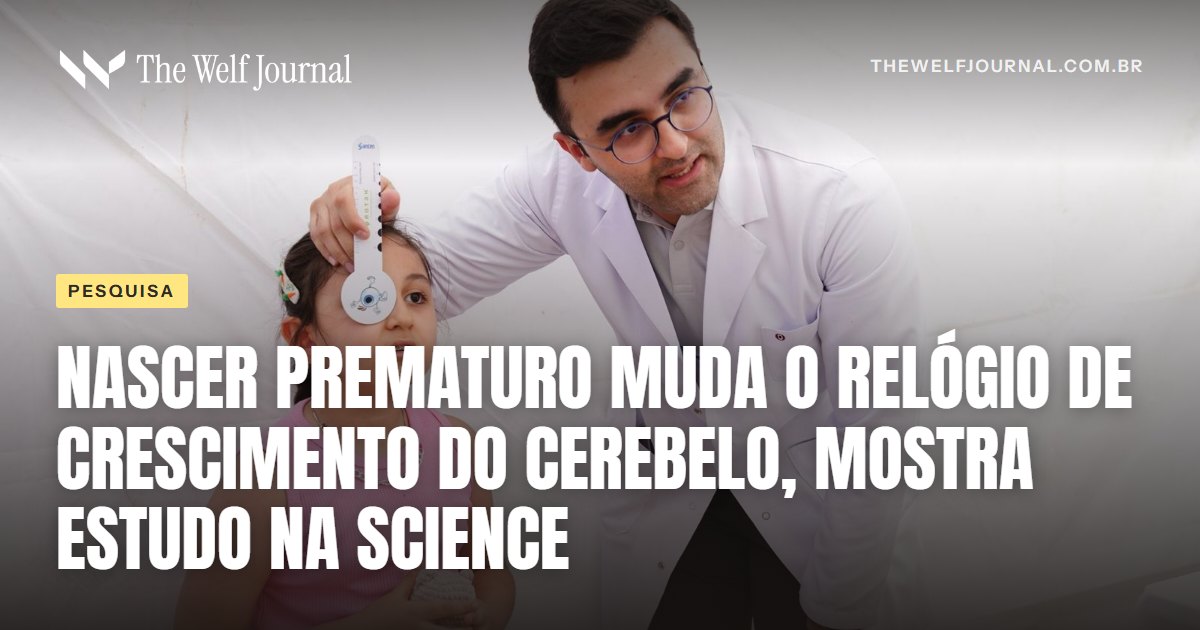 The Welf Journal
THEWELFJOURNAL.COM.BR
PESQUISA
NASCER PREMATURO MUDA O RELÓGIO DE
CRESCIMENTO DO CEREBELO, MOSTRA
ESTUDO NA SCIENCE